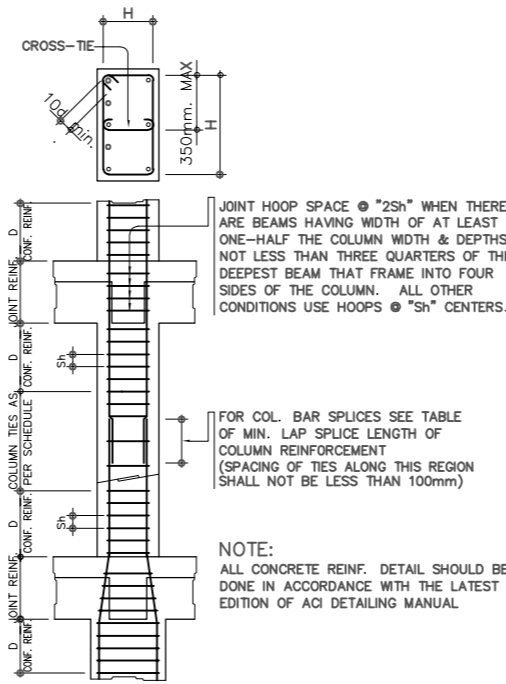 H
CROSS-TIE
10d min.
350mm. MAX
H
JOINT HOOP SPACE @ "2Sh" WHEN THERE
ARE BEAMS HAVING WIDTH OF AT LEAST
ONE-HALF THE COLUMN WIDTH & DEPTHS
NOT LESS THAN THREE QUARTERS OF THE
DEEPEST BEAM THAT FRAME INTO FOUR
SIDES OF THE COLUMN. ALL OTHER
CONDITIONS USE HOOPS @ "Sh" CENTERS.
D
CONF. REINF.
JOINT REINF.
D
CONF. REINF.
Sh
COLUMN TIES AS
PER SCHEDULE
FOR COL. BAR SPLICES SEE TABLE
OF MIN. LAP SPLICE LENGTH OF
COLUMN REINFORCEMENT
(SPACING OF TIES ALONG THIS REGION
SHALL NOT BE LESS THAN 100mm)
D
CONF. REINF.
Sh
JOINT REINF.
D
CONF. REINF.
NOTE:
ALL CONCRETE REINF. DETAIL SHOULD BE
DONE IN ACCORDANCE WITH THE LATEST
EDITION OF ACI DETAILING MANUAL